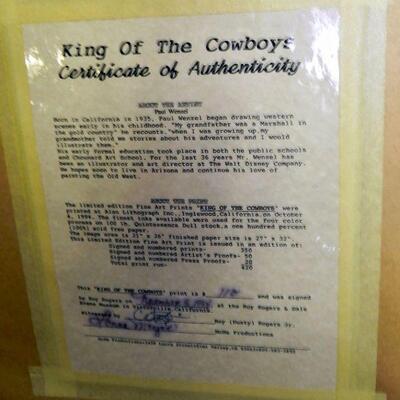 King Of The Cowboys
Certificate of Authenticity
ABOUT THE ARTIST
Paul Wenzel
Born in California in 1935, Paul Wenzel began drawing western
scenes early in his childhood. "My grandfather was a Marshall in
the gold country" he recounts."when I was growing up,my
grandmother told me stories about his adventures and I would
illustrate them."
His early formal education took place in both the public schools
and Chounard Art School. For the last 36 years Mr. Wenzel has
been an illustrator and art director at The Walt Disney Company.
He hopes soon to live in Arizona and continue his love of
painting the Old West.
ABOUT THE PRINT
The limited edition Fine Art Prints "KING OF THE COWBOYS" were
printed at Alan Lithograph Inc.,Inglewood,California,on October
4, 1994. The finest inks available were used for the four color
process on 100 lb. Quintessence Dull stock,a one hundred percent
(100%) acid free paper.
The image area is 21" x 26" finished paper size is 27" x 32".
This Limited Edition Fine Art Print is issued in an edition of:
Signed and numbered prints- 350
Signed and numbered Artist's Proofs- 50
Signed and numbered Press Proofs- 20
Total print run- 420
This "KING OF THE COWBOYS" print is #
and was signed
by Roy Rogers on
at the Roy Rogers & Dale
Evans Museum in Victorville,California
Witnessed by
Roy (Dusty) Rogers Jr.
Productions